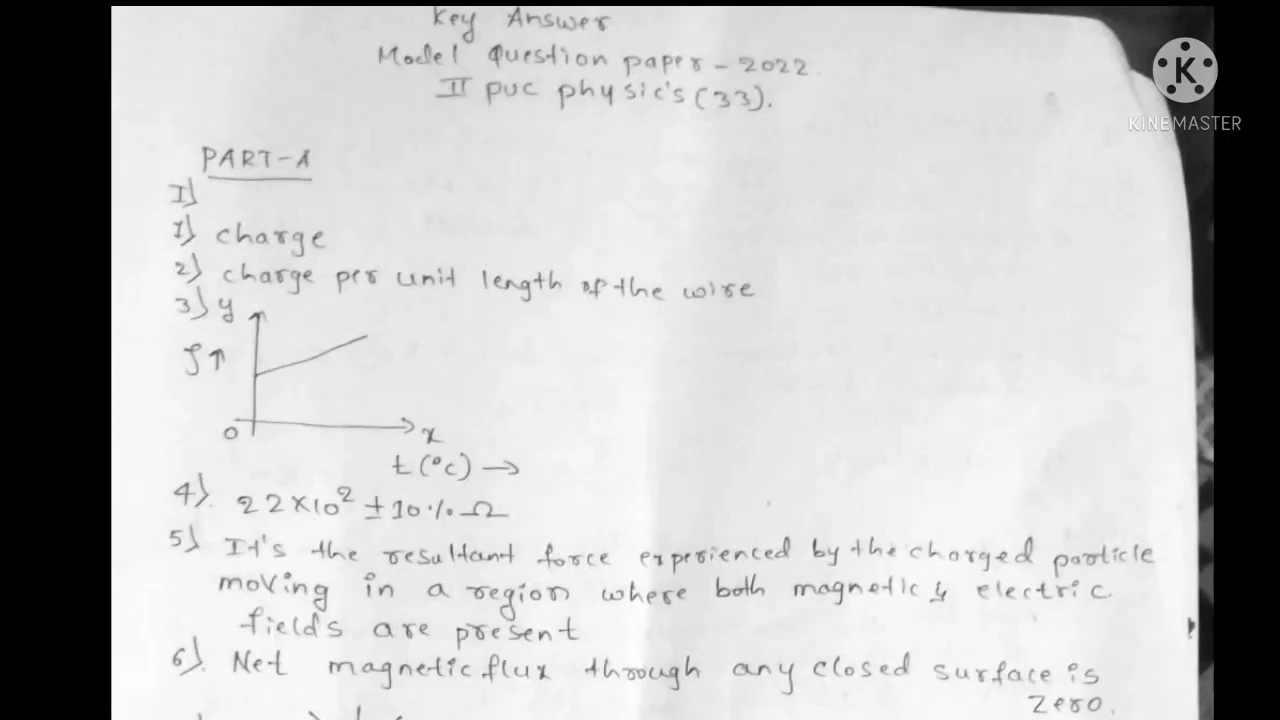 Key Answer
Model Question paper - 2022.
II puc physic's (33).
K
KINEMASTER
PART-A
I)
1) charge
2) charge per unit length of the wire
3) y
ρ↑
0
x
t (°c) →
4). 22×10² ± 10% Ω
5) It's the resultant force experienced by the charged particle
moving in a region where both magnetic & electric
fields are present
6). Net magnetic flux through any closed surface is
zero.